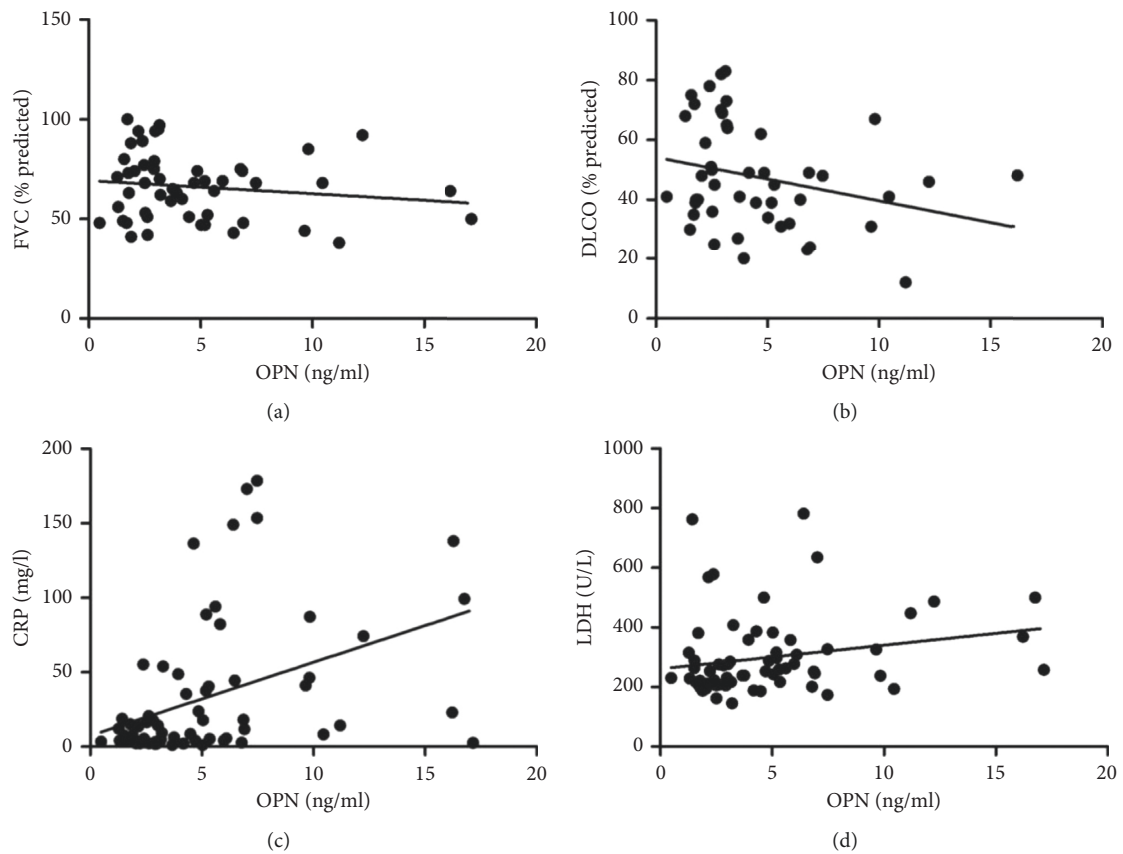 150
100
50
0
FVC (% predicted)
0 5 10 15 20
OPN (ng/ml)
(a)
100
80
60
40
20
0
DLCO (% predicted)
0 5 10 15 20
OPN (ng/ml)
(b)
200
150
100
50
0
CRP (mg/l)
0 5 10 15 20
OPN (ng/ml)
(c)
1000
800
600
400
200
0
LDH (U/L)
0 5 10 15 20
OPN (ng/ml)
(d)